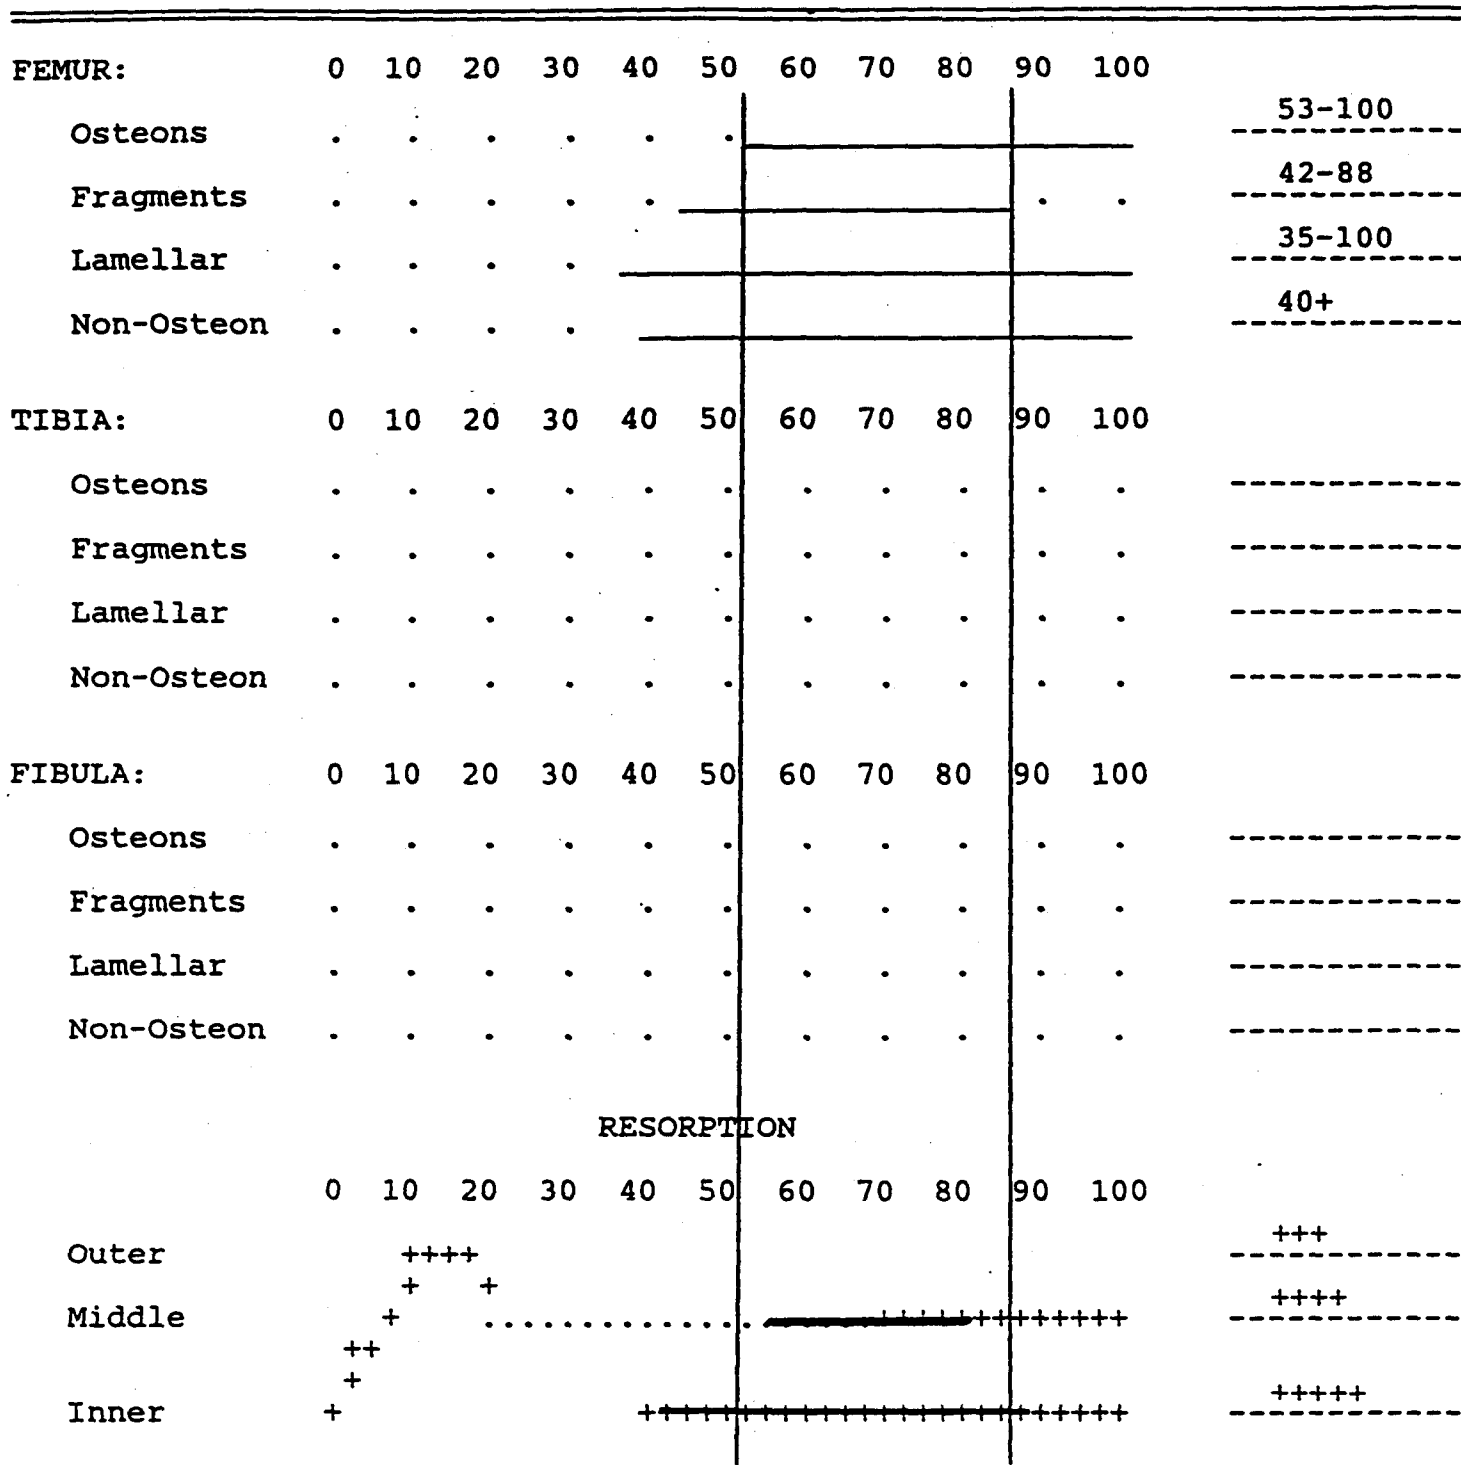 FEMUR: 0 10 20 30 40 50 60 70 80 90 100
Osteons . . . . . . 53-100
Fragments . . . . . . . 42-88
Lamellar . . . . 35-100
Non-Osteon . . . . 40+
TIBIA: 0 10 20 30 40 50 60 70 80 90 100
Osteons . . . . . . . . . . .
Fragments . . . . . . . . . . .
Lamellar . . . . . . . . . . .
Non-Osteon . . . . . . . . . . .
FIBULA: 0 10 20 30 40 50 60 70 80 90 100
Osteons . . . . . . . . . . .
Fragments . . . . . . . . . . .
Lamellar . . . . . . . . . . .
Non-Osteon . . . . . . . . . . .
RESORPTION
0 10 20 30 40 50 60 70 80 90 100
Outer ++++ +++
+ +
Middle + . . . . . . . . . . . . . . +++++++++++++ ++++
++
+
Inner + +++++++++++++++++++++++++ +++++